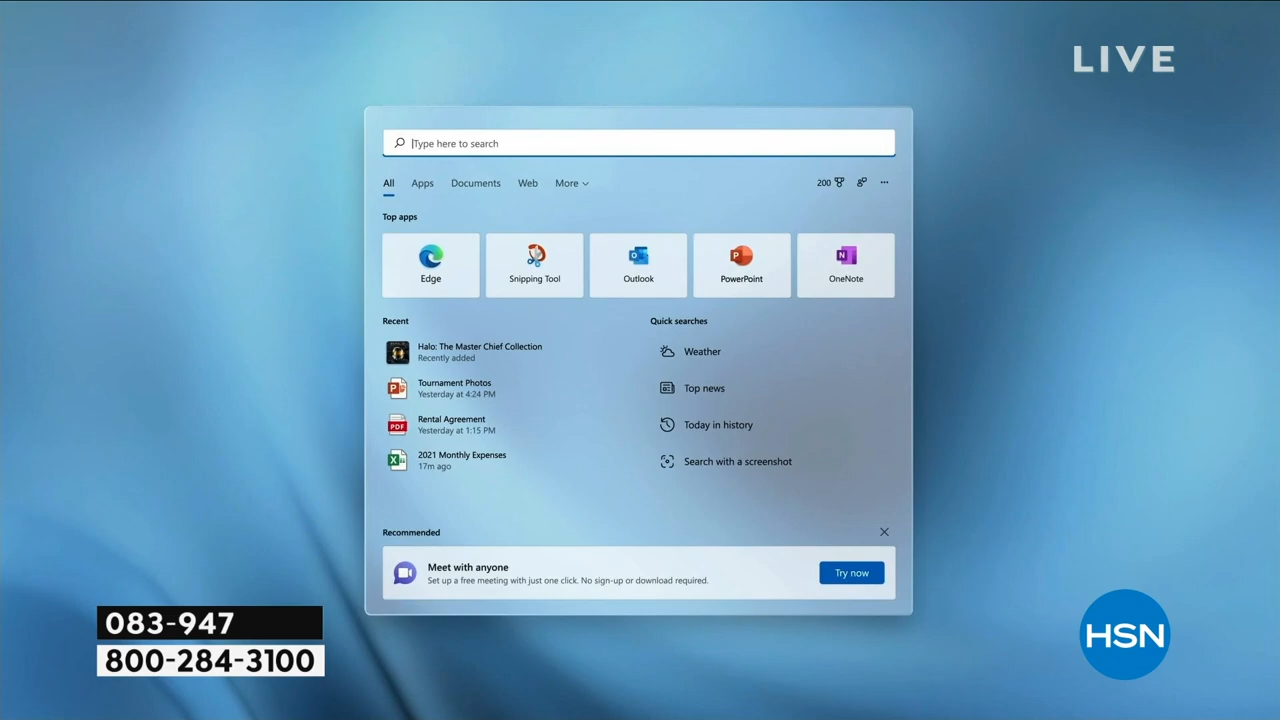 LIVE
Type here to search
All Apps Documents Web More 200 ...
Top apps
Edge Snipping Tool Outlook PowerPoint OneNote
Recent
Halo: The Master Chief Collection
Recently added
Tournament Photos
Yesterday at 4:24 PM
Rental Agreement
Yesterday at 1:15 PM
2021 Monthly Expenses
17m ago
Quick searches
Weather
Top news
Today in history
Search with a screenshot
Recommended
Meet with anyone
Set up a free meeting with just one click. No sign-up or download required.
Try now
083-947
800-284-3100
HSN